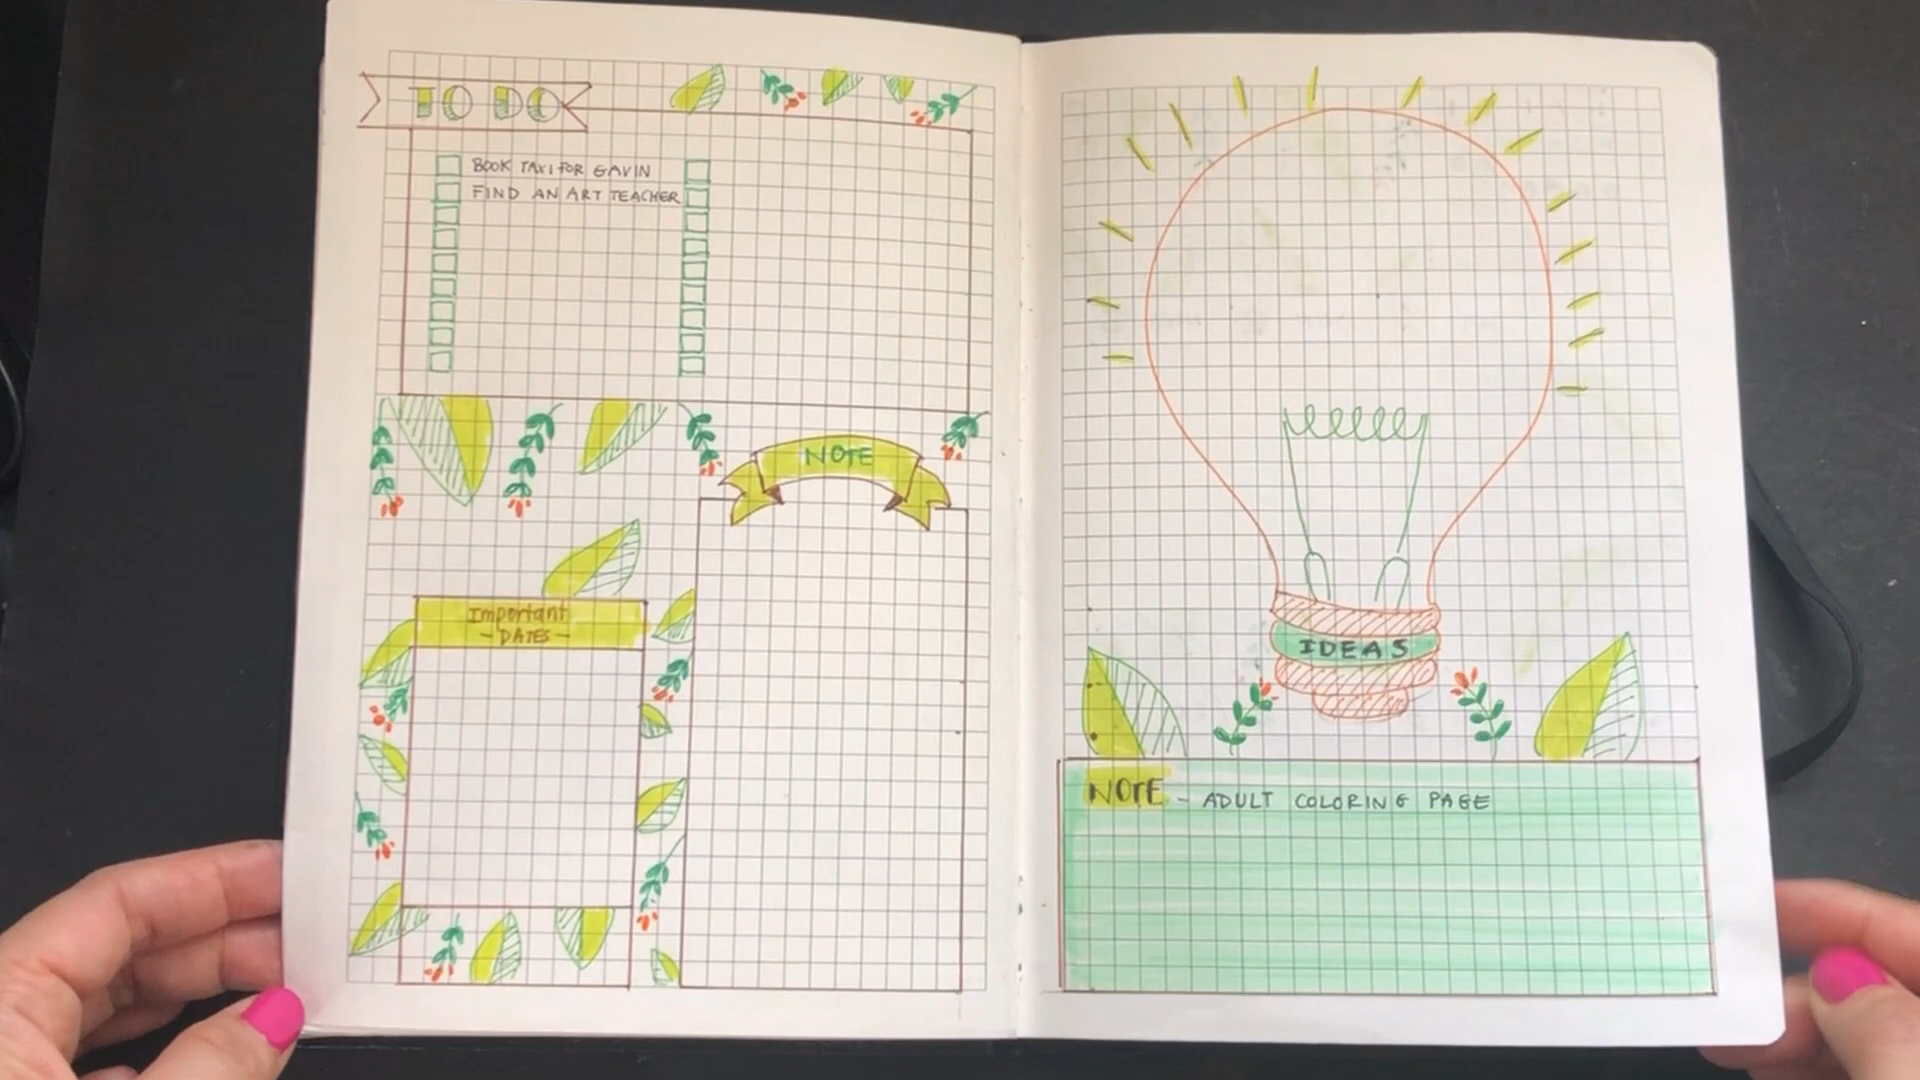 TO DO
BOOK TAXI FOR GAVIN
FIND AN ART TEACHER
NOTE
Important
- DATES -
IDEAS
NOTE - ADULT COLORING PAGE